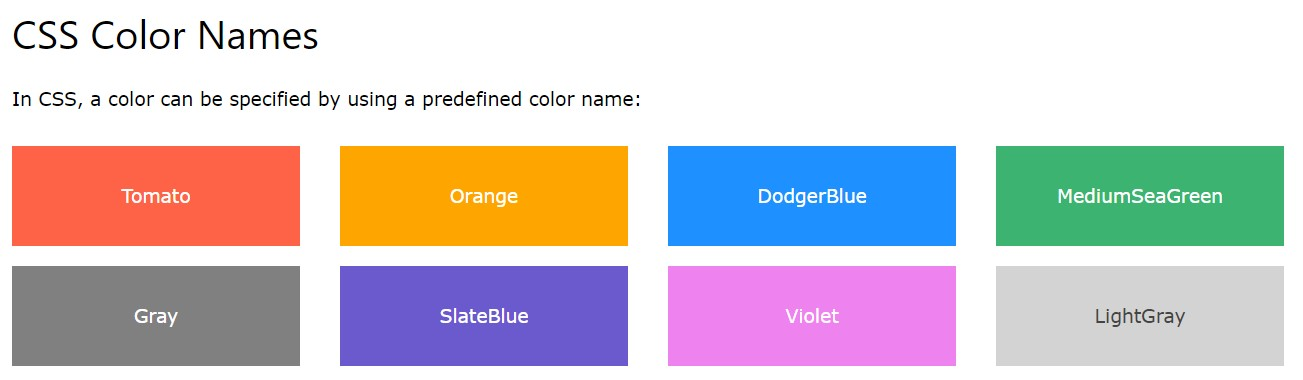 CSS Color Names
In CSS, a color can be specified by using a predefined color name:
Tomato
Orange
DodgerBlue
MediumSeaGreen
Gray
SlateBlue
Violet
LightGray